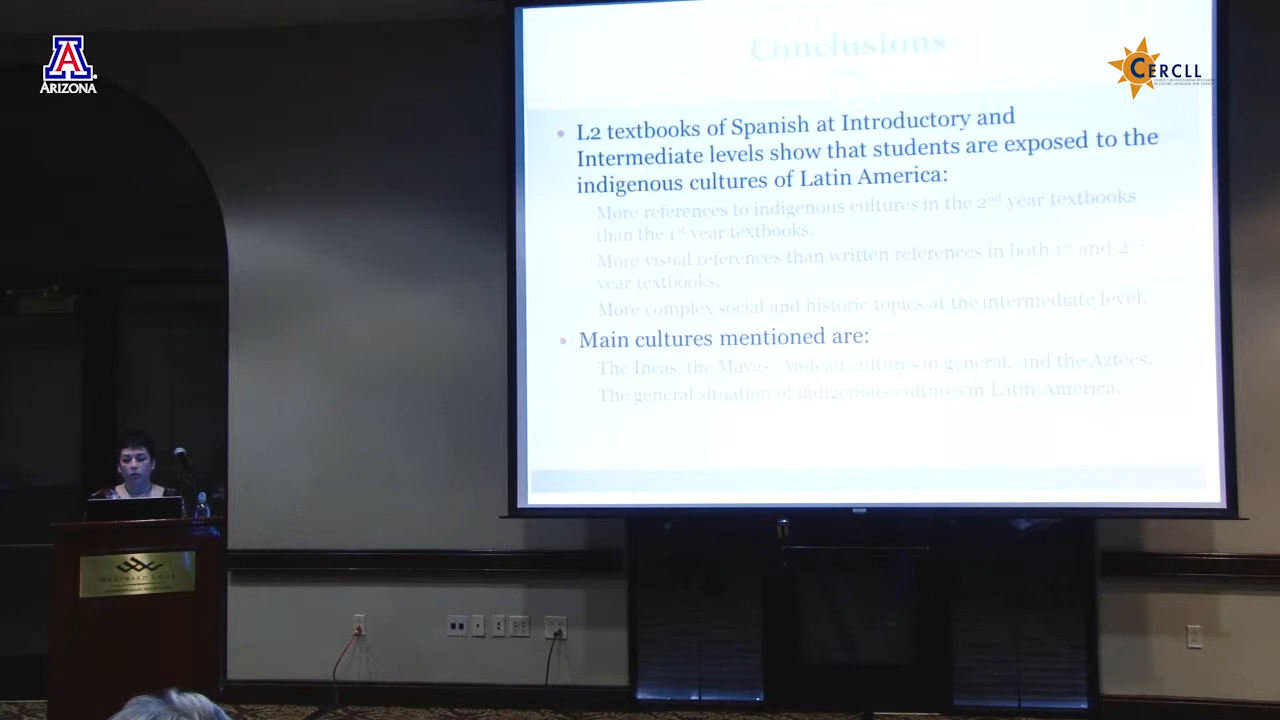 ARIZONA
CERCLL
Conclusions
L2 textbooks of Spanish at Introductory and
Intermediate levels show that students are exposed to the
indigenous cultures of Latin America:
More references to indigenous cultures in the 2nd year textbooks
than the 1st year textbooks.
More visual references than written references in both 1st and 2nd
year textbooks.
More complex social and historic topics at the intermediate level.
Main cultures mentioned are:
The Incas, the Mayas, Andean cultures in general, and the Aztecs.
The general situation of indigenous cultures in Latin America.
WESTWARD LOOK